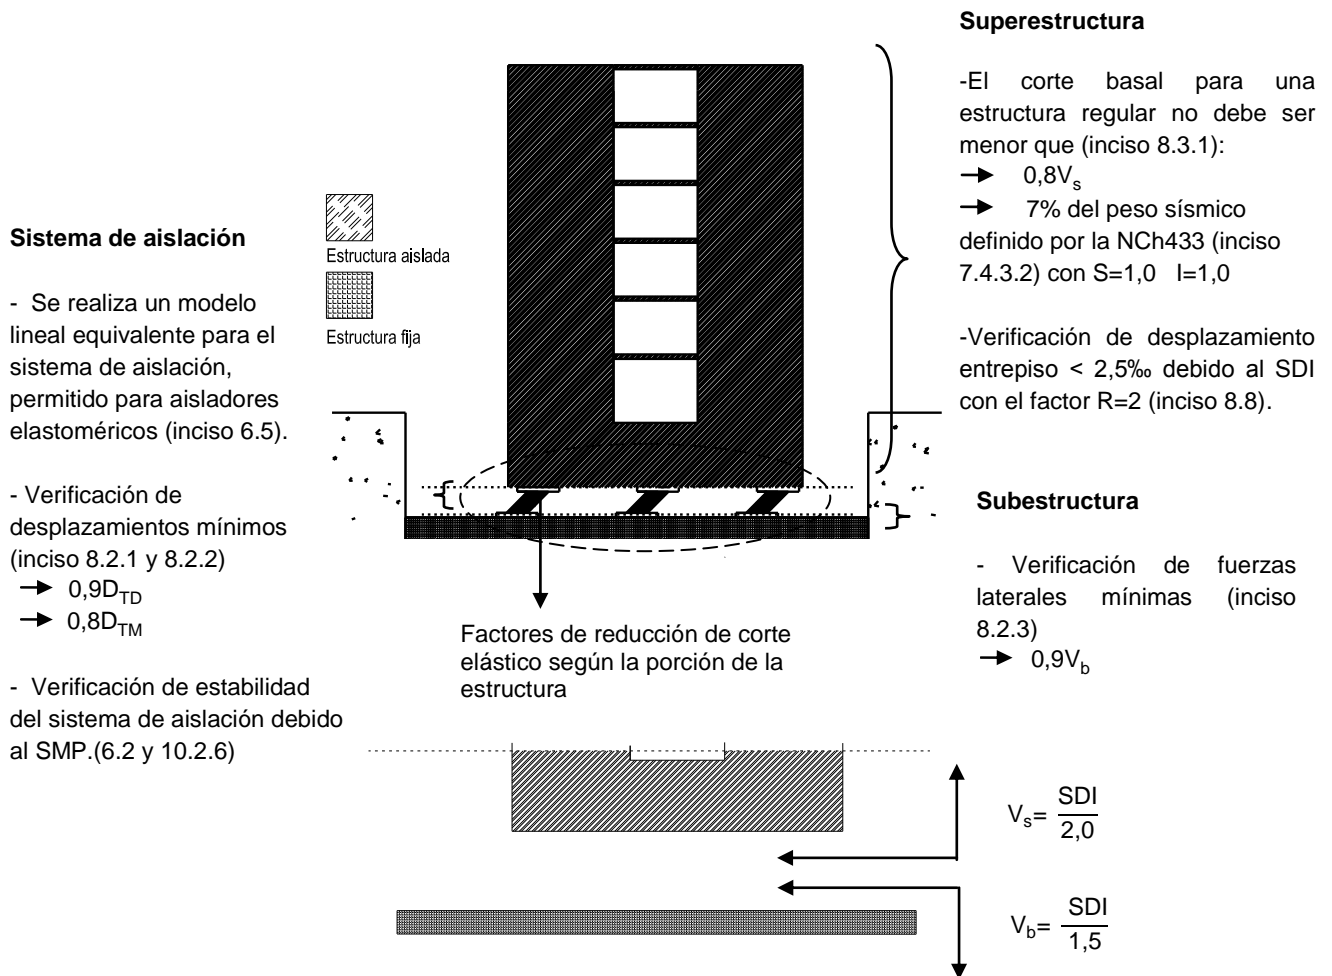 Superestructura
-El corte basal para una
estructura regular no debe ser
menor que (inciso 8.3.1):
→ 0,8Vs
→ 7% del peso sísmico
definido por la NCh433 (inciso
7.4.3.2) con S=1,0 I=1,0
-Verificación de desplazamiento
entrepiso < 2,5‰ debido al SDI
con el factor R=2 (inciso 8.8).
Sistema de aislación
- Se realiza un modelo
lineal equivalente para el
sistema de aislación,
permitido para aisladores
elastoméricos (inciso 6.5).
- Verificación de
desplazamientos mínimos
(inciso 8.2.1 y 8.2.2)
→ 0,9DTD
→ 0,8DTM
- Verificación de estabilidad
del sistema de aislación debido
al SMP.(6.2 y 10.2.6)
Estructura aislada
Estructura fija
Subestructura
- Verificación de fuerzas
laterales mínimas (inciso
8.2.3)
→ 0,9Vb
Factores de reducción de corte
elástico según la porción de la
estructura
Vs= SDI/2,0
Vb= SDI/1,5